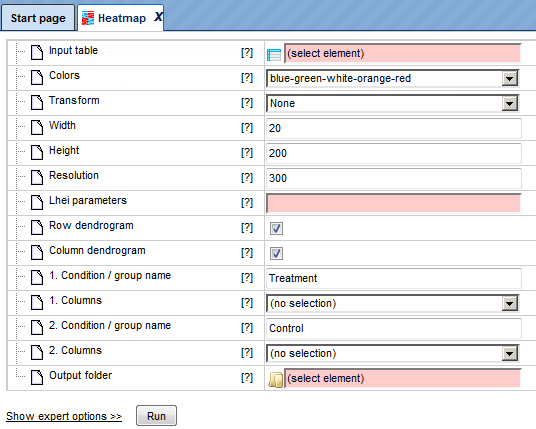 Start page Heatmap X
Input table [?] (select element)
Colors [?] blue-green-white-orange-red
Transform [?] None
Width [?] 20
Height [?] 200
Resolution [?] 300
Lhei parameters [?]
Row dendrogram [?]
Column dendrogram [?]
1. Condition / group name [?] Treatment
1. Columns [?] (no selection)
2. Condition / group name [?] Control
2. Columns [?] (no selection)
Output folder [?] (select element)
Show expert options >> Run